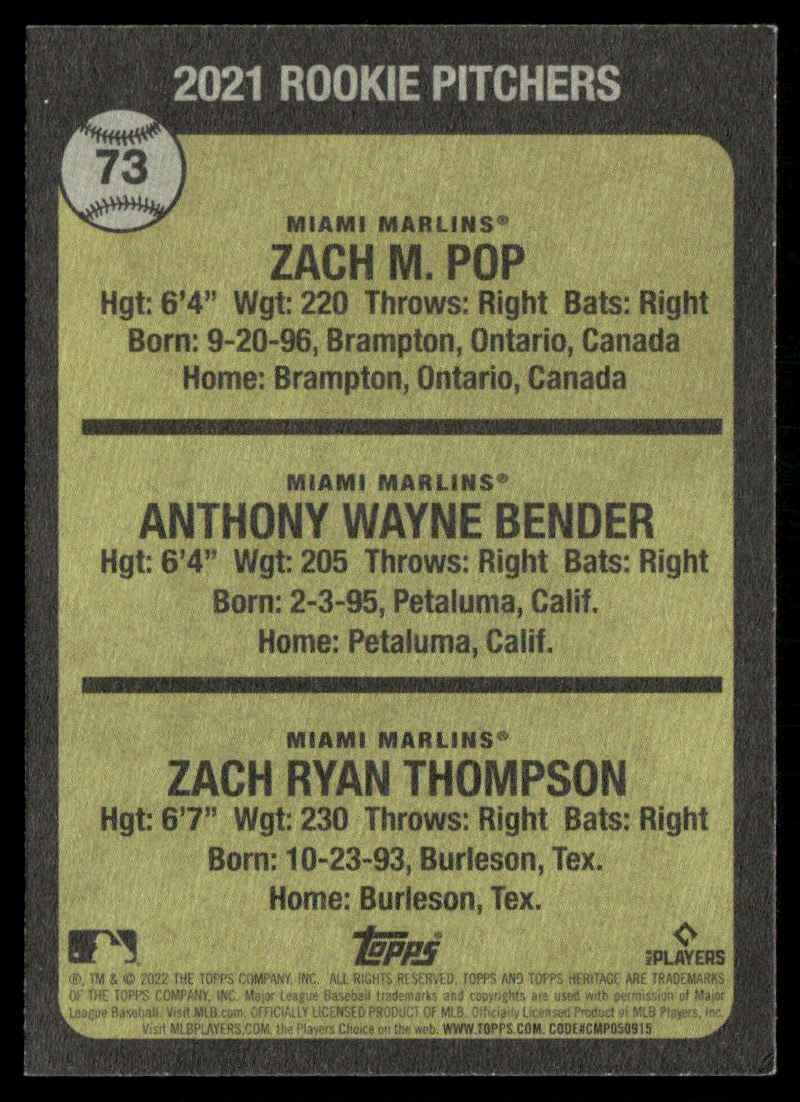 2021 ROOKIE PITCHERS
73
MIAMI MARLINS®
ZACH M. POP
Hgt: 6'4” Wgt: 220 Throws: Right Bats: Right
Born: 9-20-96, Brampton, Ontario, Canada
Home: Brampton, Ontario, Canada
MIAMI MARLINS®
ANTHONY WAYNE BENDER
Hgt: 6'4” Wgt: 205 Throws: Right Bats: Right
Born: 2-3-95, Petaluma, Calif.
Home: Petaluma, Calif.
MIAMI MARLINS®
ZACH RYAN THOMPSON
Hgt: 6'7” Wgt: 230 Throws: Right Bats: Right
Born: 10-23-93, Burleson, Tex.
Home: Burleson, Tex.
Topps®
MLB PLAYERS
®, TM & © 2022 THE TOPPS COMPANY, INC. ALL RIGHTS RESERVED. TOPPS AND TOPPS HERITAGE ARE TRADEMARKS
OF THE TOPPS COMPANY, INC. Major League Baseball trademarks and copyrights are used with permission of Major
League Baseball. Visit MLB.com. OFFICIALLY LICENSED PRODUCT OF MLB. Officially Licensed Product of MLB Players, Inc.
Visit MLBPLAYERS.COM, the Players Choice on the web. WWW.TOPPS.COM. CODE#CMP050915